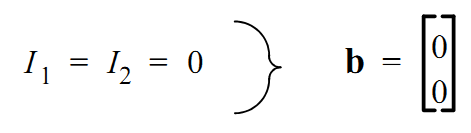 I₁ = I₂ = 0 } b = [0
0]